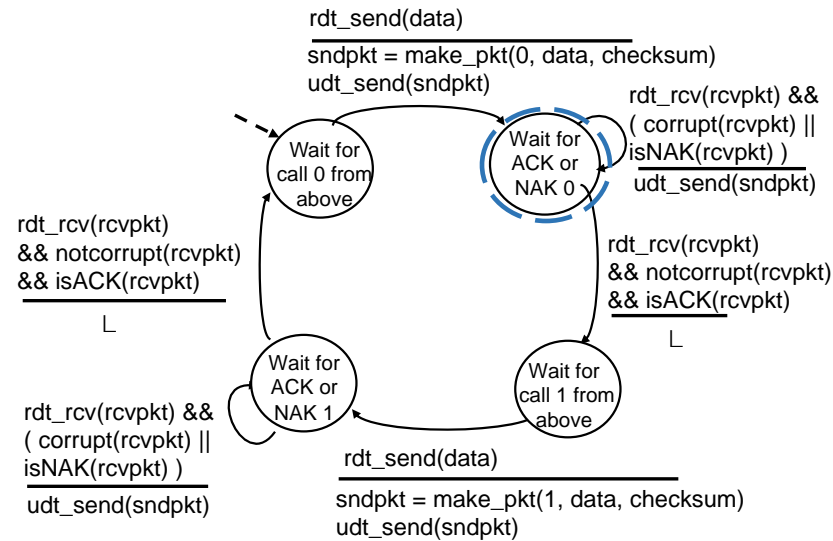 rdt_send(data)
sndpkt = make_pkt(0, data, checksum)
udt_send(sndpkt)
Wait for
call 0 from
above
Wait for
ACK or
NAK 0
rdt_rcv(rcvpkt) &&
( corrupt(rcvpkt) ||
isNAK(rcvpkt) )
udt_send(sndpkt)
rdt_rcv(rcvpkt)
&& notcorrupt(rcvpkt)
&& isACK(rcvpkt)
L
rdt_rcv(rcvpkt)
&& notcorrupt(rcvpkt)
&& isACK(rcvpkt)
L
Wait for
ACK or
NAK 1
Wait for
call 1 from
above
rdt_rcv(rcvpkt) &&
( corrupt(rcvpkt) ||
isNAK(rcvpkt) )
udt_send(sndpkt)
rdt_send(data)
sndpkt = make_pkt(1, data, checksum)
udt_send(sndpkt)